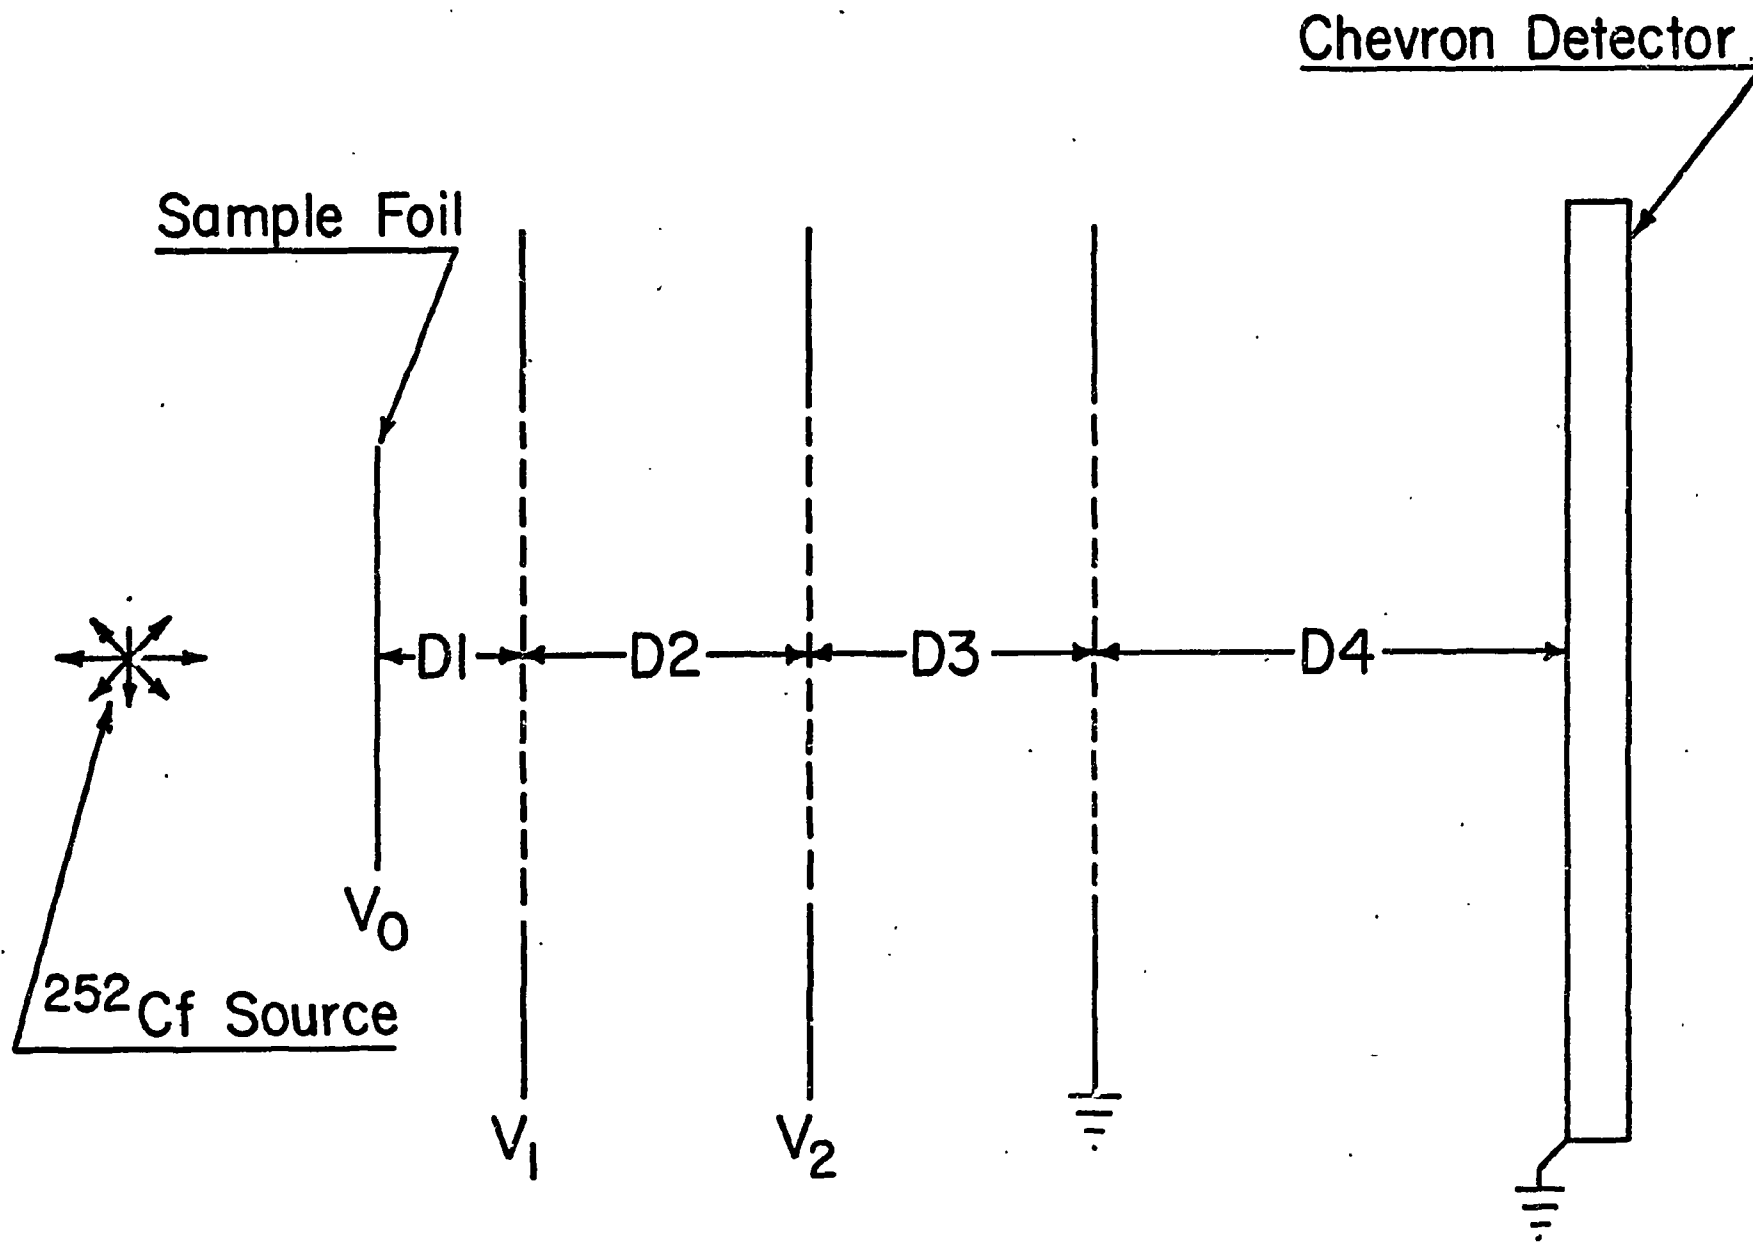 Chevron Detector
Sample Foil
D1
D2
D3
D4
V0
252Cf Source
V1
V2